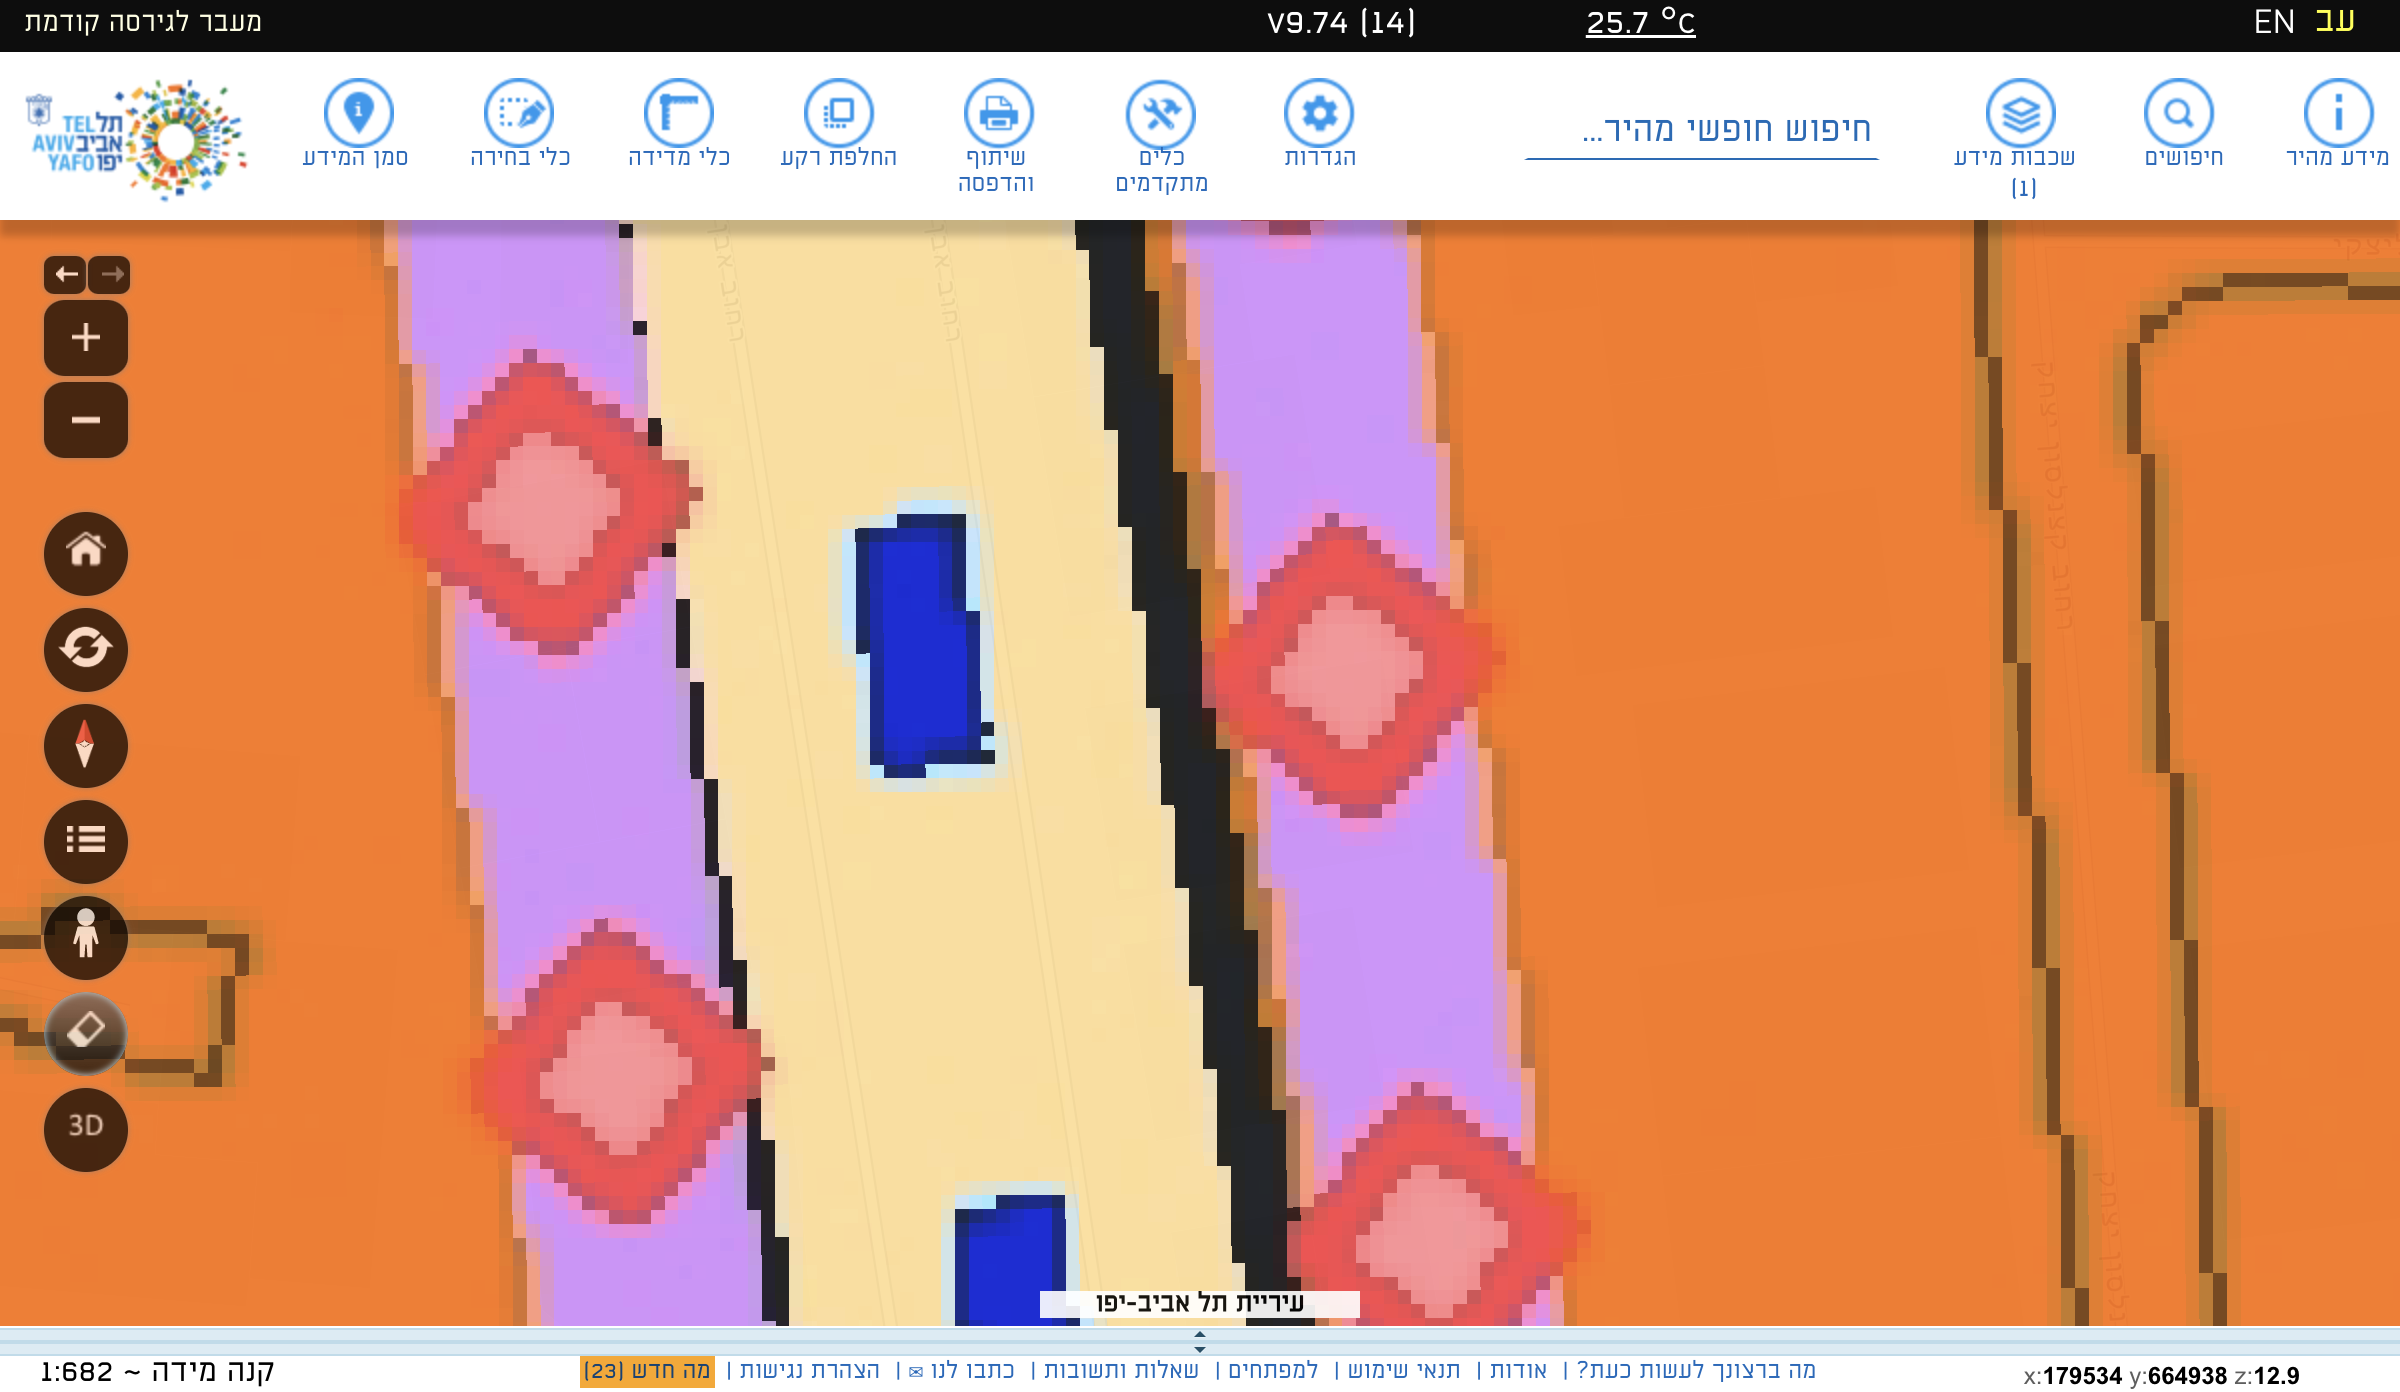 עב EN
25.7 °C
V9.74 (14)
מעבר לגירסה קודמת
מידע מהיר
חיפושים
שכבות מידע
(1)
חיפוש חופשי מהיר...
הגדרות
כלים
מתקדמים
שיתוף
והדפסה
החלפת רקע
כלי מדידה
כלי בחירה
סמן המידע
TEL תל
AVIV אביב
YAFO יפו
3D
עיריית תל אביב-יפו
x:179534 y:664938 z:12.9
מה ברצונך לעשות כעת? | אודות | תנאי שימוש | למפתחים | שאלות ותשובות | כתבו לנו ✉ | הצהרת נגישות | מה חדש (23)
קנה מידה ~ 1:682